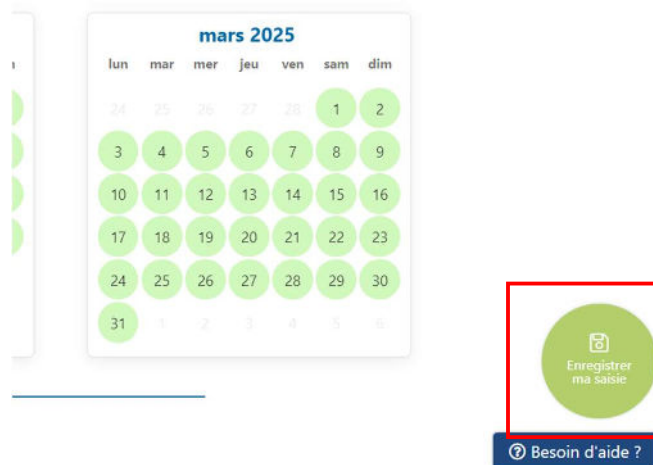 mars 2025
lun mar mer jeu ven sam dim
24 25 26 27 28 1 2
3 4 5 6 7 8 9
10 11 12 13 14 15 16
17 18 19 20 21 22 23
24 25 26 27 28 29 30
31 1 2 3 4 5 6
Enregistrer
ma saisie
Besoin d'aide ?